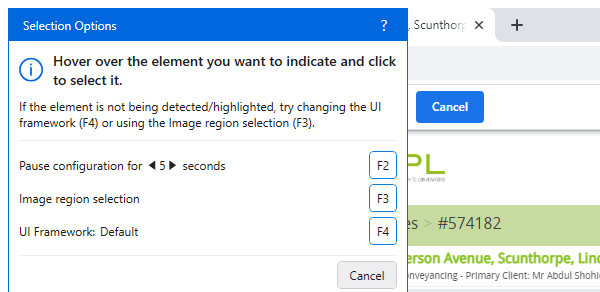 Selection Options ?
, Scunthorp
Hover over the element you want to indicate and click
to select it.
If the element is not being detected/highlighted, try changing the UI
framework (F4) or using the Image region selection (F3).
Cancel
Pause configuration for 5 seconds F2
Image region selection F3
UI Framework: Default F4
Cancel
PL
es > #574182
erson Avenue, Scunthorpe, Linc
onveyancing - Primary Client: Mr Abdul Shohi